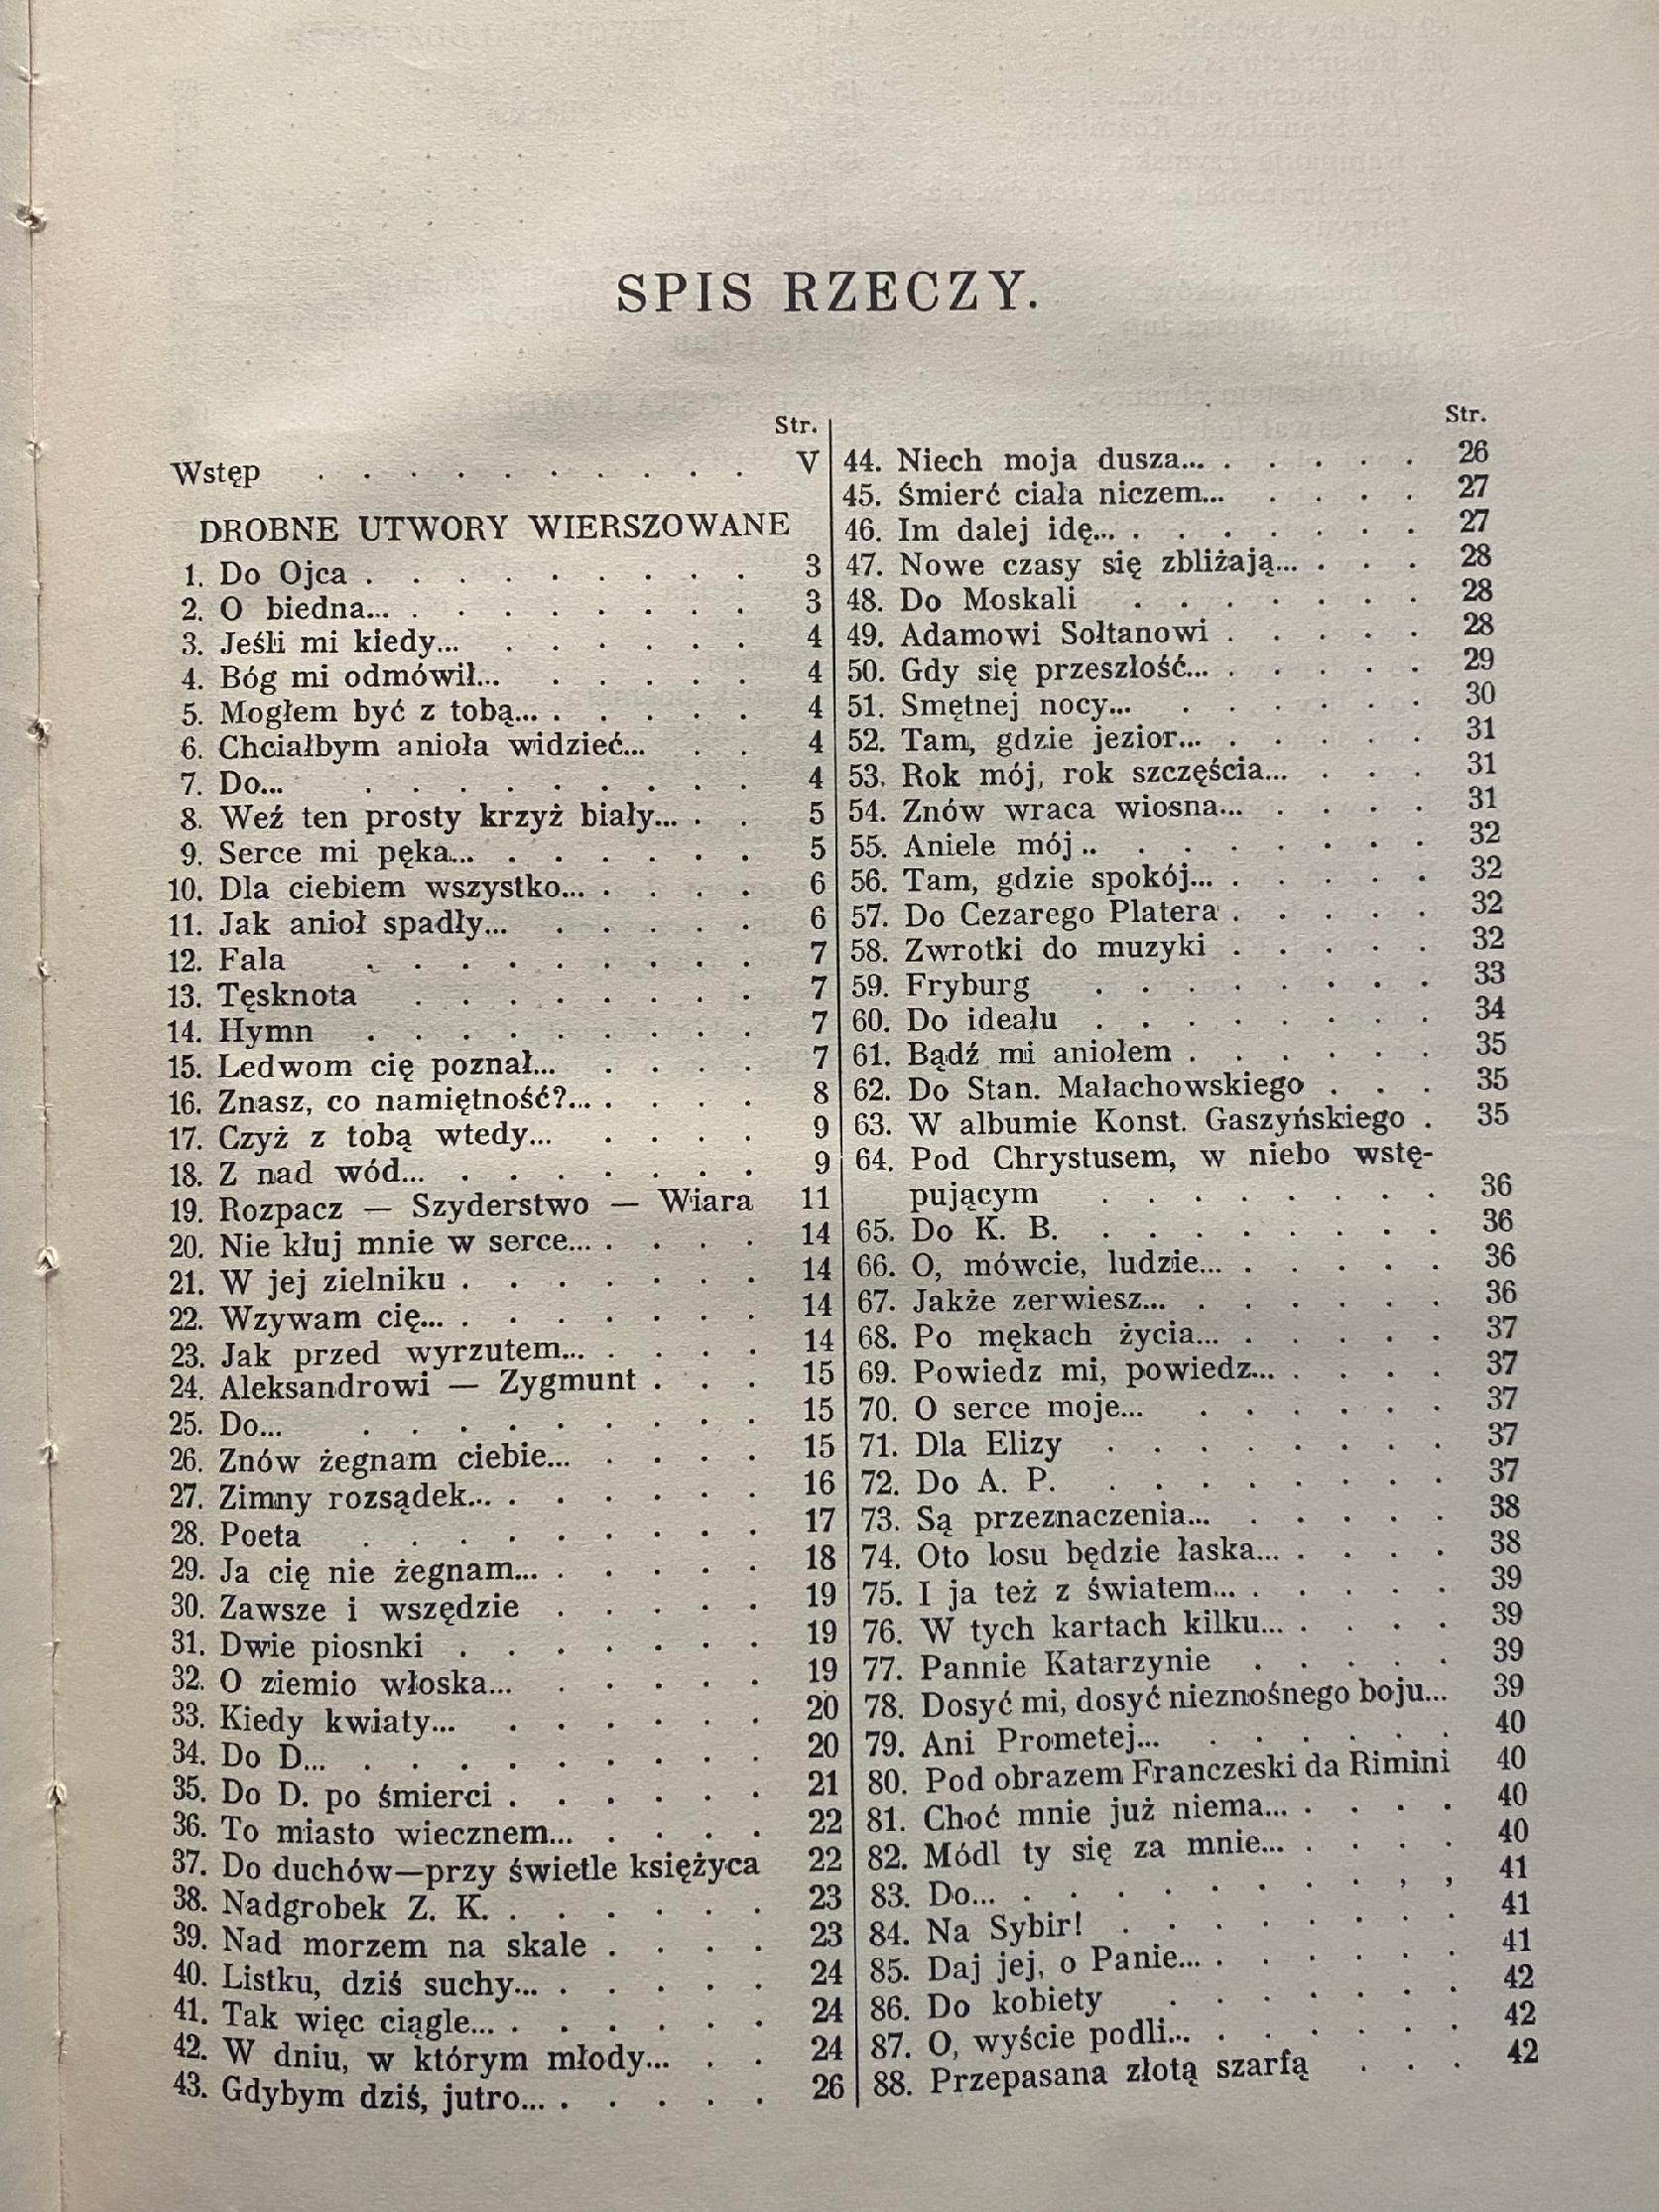 SPIS RZECZY.
Str.
Wstęp . . . . . . . . . . V
DROBNE UTWORY WIERSZOWANE
1. Do Ojca . . . . . . . . . 3
2. O biedna... . . . . . . . . 3
3. Jeśli mi kiedy... . . . . . . 4
4. Bóg mi odmówił... . . . . . 4
5. Mogłem być z tobą... . . . . . 4
6. Chciałbym anioła widzieć... . . 4
7. Do... . . . . . . . . . 4
8. Weź ten prosty krzyż biały... . . 5
9. Serce mi pęka... . . . . . . 5
10. Dla ciebiem wszystko... . . . . 6
11. Jak anioł spadły... . . . . . 6
12. Fala . . . . . . . . . 7
13. Tęsknota . . . . . . . . 7
14. Hymn . . . . . . . . . 7
15. Ledwom cię poznał... . . . . 7
16. Znasz, co namiętność?... . . . . 8
17. Czyż z tobą wtedy... . . . . 9
18. Z nad wód... . . . . . . . 9
19. Rozpacz — Szyderstwo — Wiara 11
20. Nie kłuj mnie w serce... . . . . 14
21. W jej zielniku . . . . . . . 14
22. Wzywam cię... . . . . . . . 14
23. Jak przed wyrzutem... . . . . 14
24. Aleksandrowi — Zygmunt . . . 15
25. Do... . . . . . . . . . 15
26. Znów żegnam ciebie... . . . . 15
27. Zimny rozsądek... . . . . . . 16
28. Poeta . . . . . . . . . 17
29. Ja cię nie żegnam... . . . . . 18
30. Zawsze i wszędzie . . . . . 19
31. Dwie piosnki . . . . . . . 19
32. O ziemio włoska... . . . . . 19
33. Kiedy kwiaty... . . . . . . 20
34. Do D... . . . . . . . . . 20
35. Do D. po śmierci . . . . . . 21
36. To miasto wiecznem... . . . . 22
37. Do duchów—przy świetle księżyca 22
38. Nadgrobek Z. K. . . . . . . 23
39. Nad morzem na skale . . . . 23
40. Listku, dziś suchy... . . . . . 24
41. Tak więc ciągle... . . . . . . 24
42. W dniu, w którym młody... . . 24
43. Gdybym dziś, jutro... . . . . . 26
Str.
44. Niech moja dusza... . . . . . 26
45. Śmierć ciała niczem... . . . . 27
46. Im dalej idę... . . . . . . . 27
47. Nowe czasy się zbliżają... . . . 28
48. Do Moskali . . . . . . . 28
49. Adamowi Sołtanowi . . . . . 28
50. Gdy się przeszłość... . . . . . 29
51. Smętnej nocy... . . . . . . 30
52. Tam, gdzie jezior... . . . . . 31
53. Rok mój, rok szczęścia... . . . 31
54. Znów wraca wiosna... . . . . 31
55. Aniele mój .. . . . . . . . 32
56. Tam, gdzie spokój... . . . . . 32
57. Do Cezarego Platera . . . . . 32
58. Zwrotki do muzyki . . . . . 32
59. Fryburg . . . . . . . . 33
60. Do ideału . . . . . . . . 34
61. Bądź mi aniołem . . . . . . 35
62. Do Stan. Małachowskiego . . . 35
63. W albumie Konst. Gaszyńskiego . 35
64. Pod Chrystusem, w niebo wstę-
pującym . . . . . . . . 36
65. Do K. B. . . . . . . . . 36
66. O, mówcie, ludzie... . . . . . 36
67. Jakże zerwiesz... . . . . . . 36
68. Po mękach życia... . . . . . 37
69. Powiedz mi, powiedz... . . . . 37
70. O serce moje... . . . . . . 37
71. Dla Elizy . . . . . . . . 37
72. Do A. P. . . . . . . . . 37
73. Są przeznaczenia... . . . . . 38
74. Oto losu będzie łaska... . . . . 38
75. I ja też z światem... . . . . . 39
76. W tych kartach kilku... . . . . 39
77. Pannie Katarzynie . . . . . 39
78. Dosyć mi, dosyć nieznośnego boju... 39
79. Ani Prometej... . . . . . . 40
80. Pod obrazem Franczeski da Rimini 40
81. Choć mnie już niema... . . . . 40
82. Módl ty się za mnie... . . . . 40
83. Do... . . . . . . . . , , 41
84. Na Sybir! . . . . . . . . 41
85. Daj jej, o Panie... . . . . . . 41
86. Do kobiety . . . . . . . 42
87. O, wyście podli... . . . . . . 42
88. Przepasana złotą szarfą . . . 42